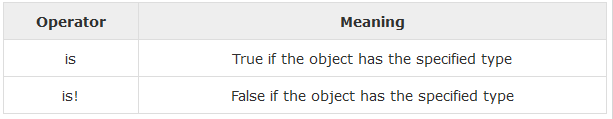 Operator Meaning
is True if the object has the specified type
is! False if the object has the specified type